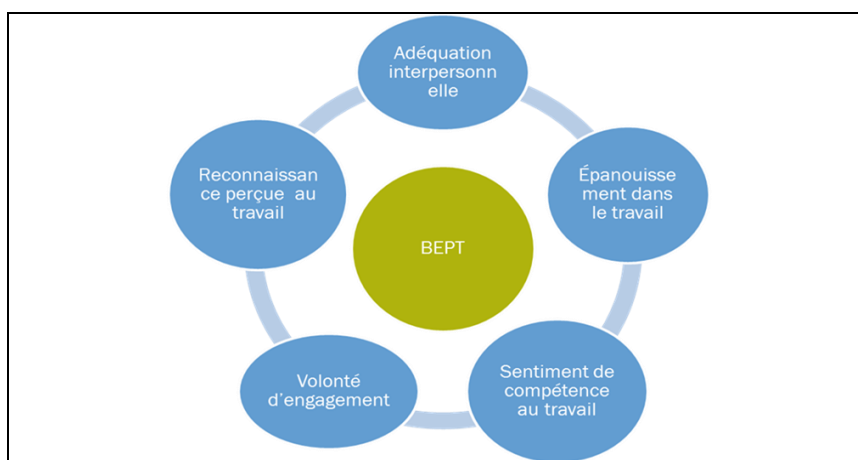 Adéquation
interpersonn
elle
Épanouisse
ment dans
le travail
Sentiment de
compétence
au travail
Volonté
d'engagement
Reconnaissan
ce perçue au
travail
BEPT